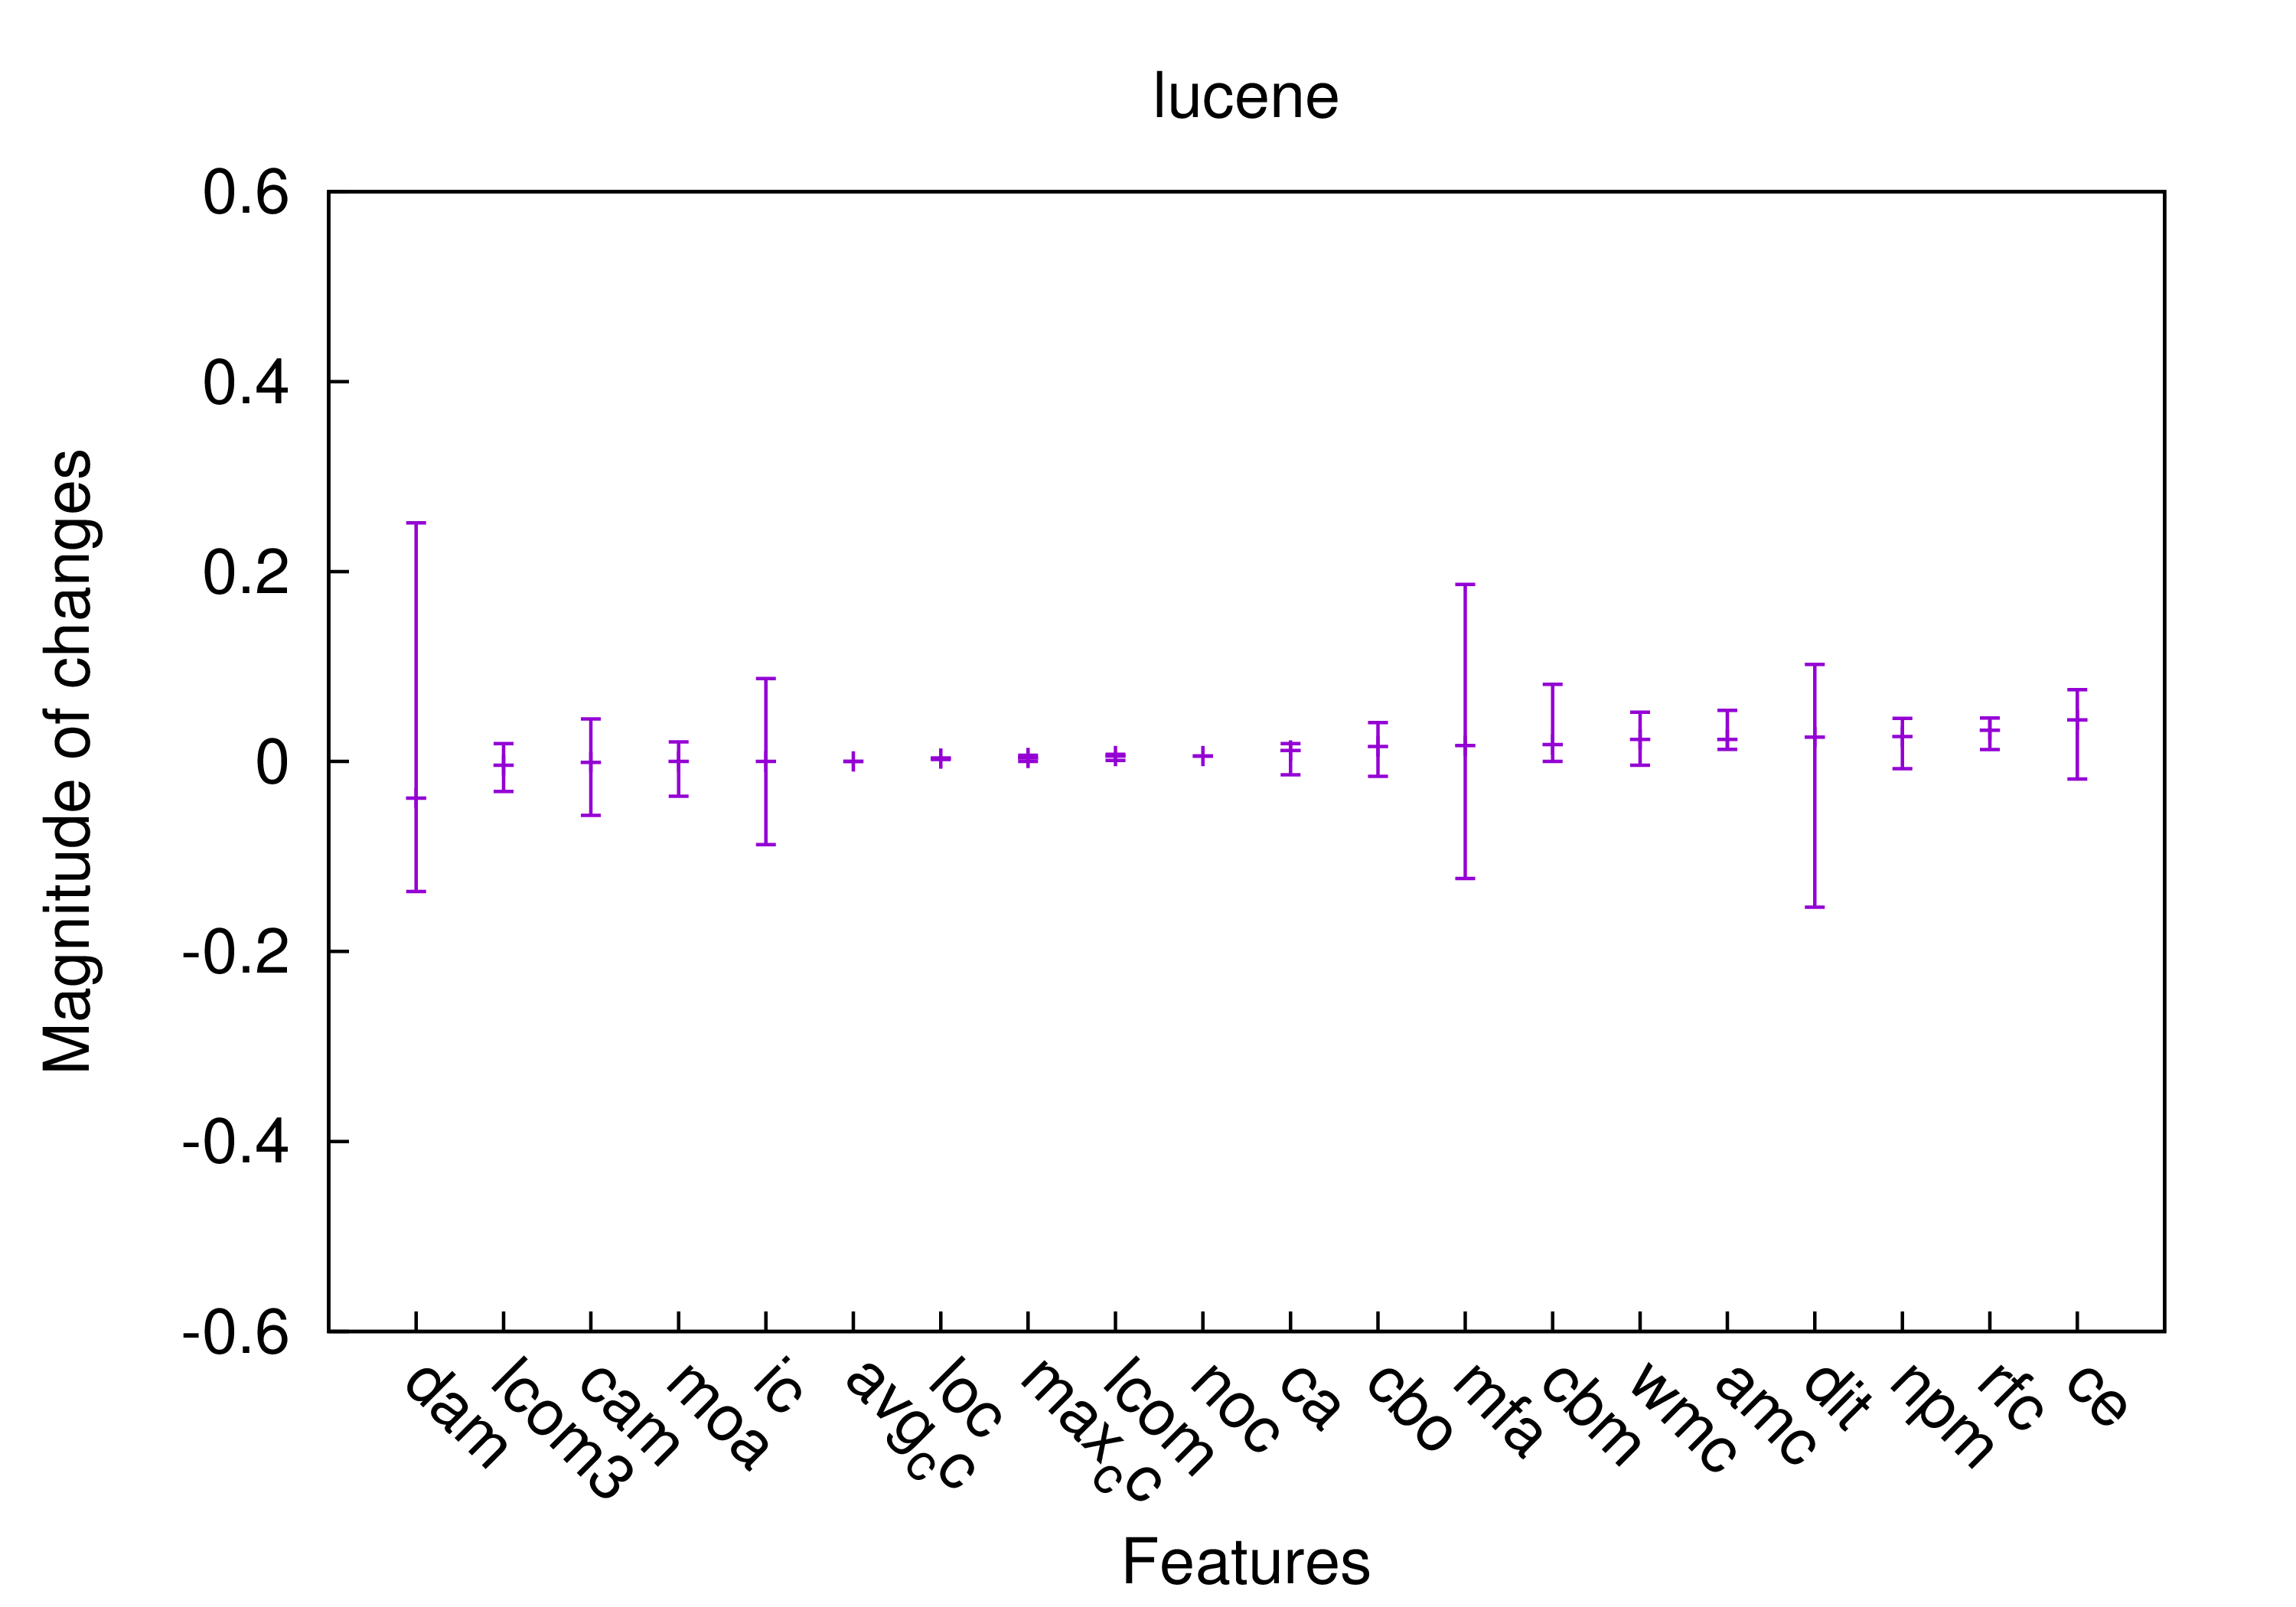 lucene
0.6
0.4
0.2
0
-0.2
-0.4
-0.6
Magnitude of changes
dam
lcom3
cam
moa
ic
avg_cc
loc
max_cc
lcom
noc
ca
cbo
mfa
cbm
wmc
amc
dit
npm
rfc
ce
Features